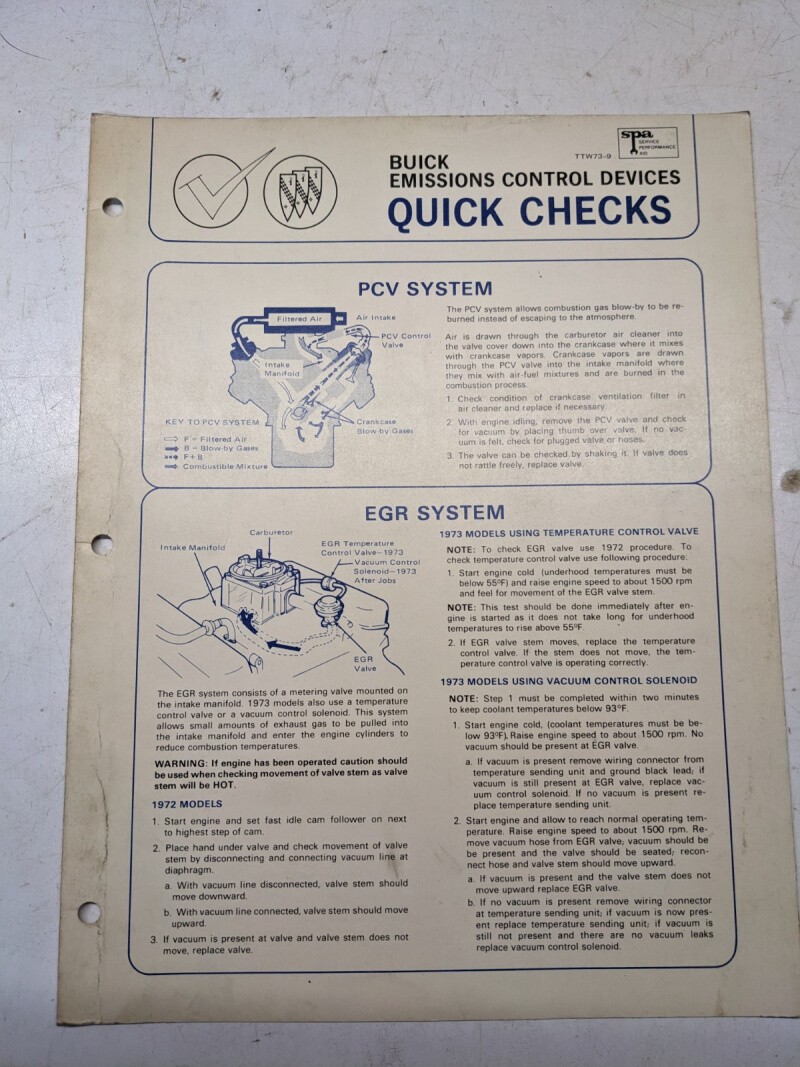 spa
SERVICE
PERFORMANCE
AID
TTW73-9
BUICK
EMISSIONS CONTROL DEVICES
QUICK CHECKS
PCV SYSTEM
Filtered Air
Air Intake
PCV Control
Valve
Intake
Manifold
Crankcase
Blow-by Gases
KEY TO PCV SYSTEM
F - Filtered Air
B - Blow-by Gases
F + B
Combustible Mixture
The PCV system allows combustion gas blow-by to be re-
burned instead of escaping to the atmosphere.
Air is drawn through the carburetor air cleaner into
the valve cover down into the crankcase where it mixes
with crankcase vapors. Crankcase vapors are drawn
through the PCV valve into the intake manifold where
they mix with air-fuel mixtures and are burned in the
combustion process.
1. Check condition of crankcase ventilation filter in
air cleaner and replace if necessary.
2. With engine idling, remove the PCV valve and check
for vacuum by placing thumb over valve. If no vac-
uum is felt, check for plugged valve or hoses.
3. The valve can be checked by shaking it. If valve does
not rattle freely, replace valve.
EGR SYSTEM
Carburetor
Intake Manifold
EGR Temperature
Control Valve-1973
Vacuum Control
Solenoid-1973
After Jobs
EGR
Valve
The EGR system consists of a metering valve mounted on
the intake manifold. 1973 models also use a temperature
control valve or a vacuum control solenoid. This system
allows small amounts of exhaust gas to be pulled into
the intake manifold and enter the engine cylinders to
reduce combustion temperatures.
WARNING: If engine has been operated caution should
be used when checking movement of valve stem as valve
stem will be HOT.
1972 MODELS
1. Start engine and set fast idle cam follower on next
to highest step of cam.
2. Place hand under valve and check movement of valve
stem by disconnecting and connecting vacuum line at
diaphragm.
a. With vacuum line disconnected, valve stem should
move downward.
b. With vacuum line connected, valve stem should move
upward.
3. If vacuum is present at valve and valve stem does not
move, replace valve.
1973 MODELS USING TEMPERATURE CONTROL VALVE
NOTE: To check EGR valve use 1972 procedure. To
check temperature control valve use following procedure:
1. Start engine cold (underhood temperatures must be
below 55°F) and raise engine speed to about 1500 rpm
and feel for movement of the EGR valve stem.
NOTE: This test should be done immediately after en-
gine is started as it does not take long for underhood
temperatures to rise above 55°F.
2. If EGR valve stem moves, replace the temperature
control valve. If the stem does not move, the tem-
perature control valve is operating correctly.
1973 MODELS USING VACUUM CONTROL SOLENOID
NOTE: Step 1 must be completed within two minutes
to keep coolant temperatures below 93°F.
1. Start engine cold, (coolant temperatures must be be-
low 93°F). Raise engine speed to about 1500 rpm. No
vacuum should be present at EGR valve.
a. If vacuum is present remove wiring connector from
temperature sending unit and ground black lead; if
vacuum is still present at EGR valve, replace vac-
uum control solenoid. If no vacuum is present re-
place temperature sending unit.
2. Start engine and allow to reach normal operating tem-
perature. Raise engine speed to about 1500 rpm. Re-
move vacuum hose from EGR valve; vacuum should be
be present and the valve should be seated; recon-
nect hose and valve stem should move upward.
a. If vacuum is present and the valve stem does not
move upward replace EGR valve.
b. If no vacuum is present remove wiring connector
at temperature sending unit; if vacuum is now pres-
ent replace temperature sending unit; if vacuum is
still not present and there are no vacuum leaks
replace vacuum control solenoid.